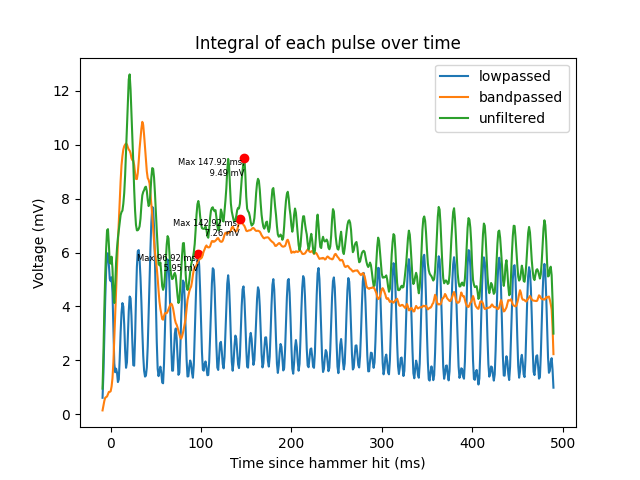 Integral of each pulse over time
lowpassed
bandpassed
unfiltered
Max 147.92 ms,
9.49 mV
Max 142.92 ms,
7.26 mV
Max 96.92 ms,
5.95 mV
Voltage (mV)
12
10
8
6
4
2
0
0
100
200
300
400
500
Time since hammer hit (ms)